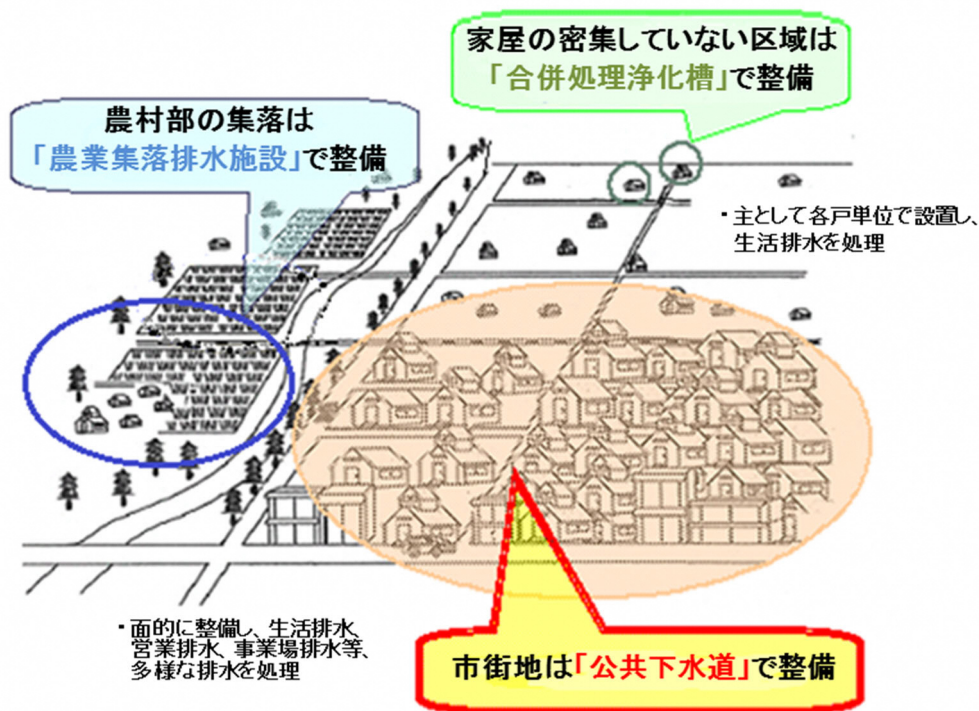 家屋の密集していない区域は
「合併処理浄化槽」で整備
農村部の集落は
「農業集落排水施設」で整備
・主として各戸単位で設置し、
生活排水を処理
・面的に整備し、生活排水、
営業排水、事業場排水等、
多様な排水を処理
市街地は「公共下水道」で整備